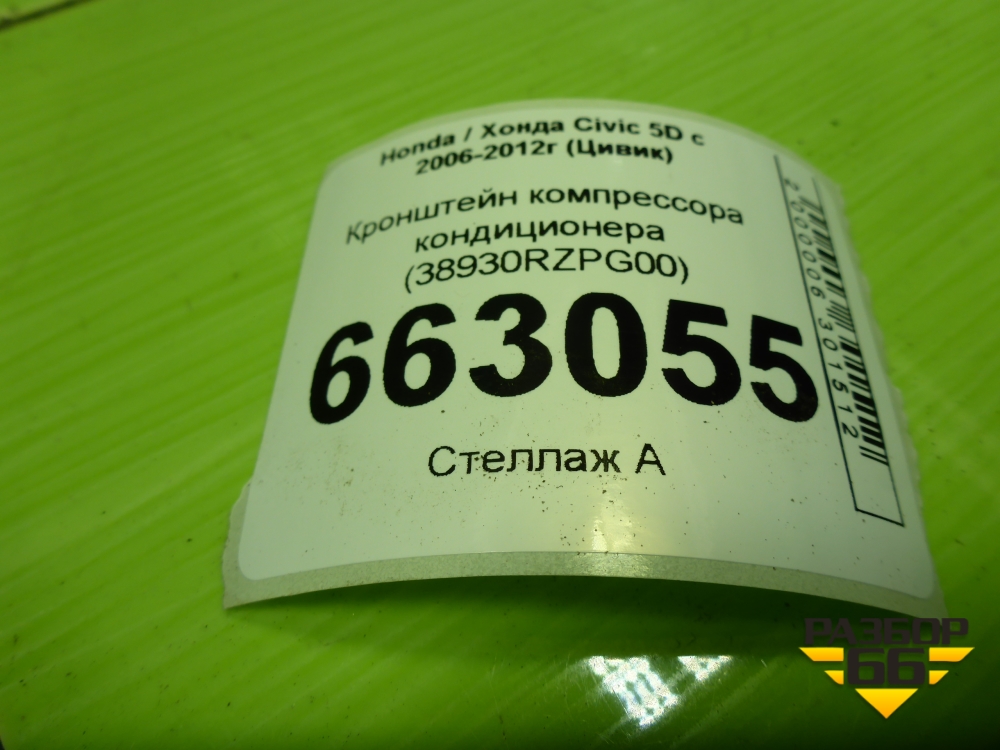 Honda / Хонда Civic 5D с
2006-2012г (Цивик)
Кронштейн компрессора
кондиционера
(38930RZPG00)
663055
Стеллаж А
2000006301512
РАЗБОР
66